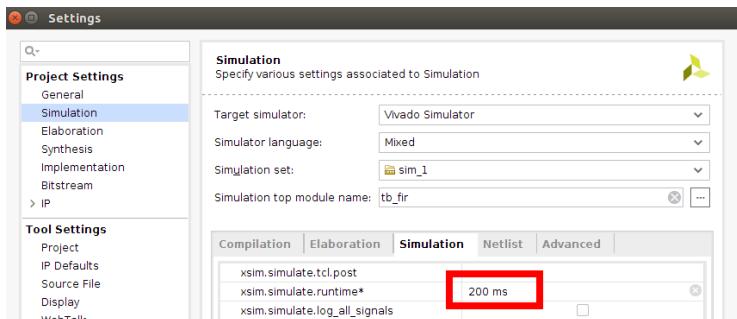 Settings
Q-
Project Settings
General
Simulation
Elaboration
Synthesis
Implementation
Bitstream
> IP
Tool Settings
Project
IP Defaults
Source File
Display
WebTalk
Simulation
Specify various settings associated to Simulation
Target simulator: Vivado Simulator
Simulator language: Mixed
Simulation set: sim_1
Simulation top module name: tb_fir ...
Compilation Elaboration Simulation Netlist Advanced
xsim.simulate.tcl.post
xsim.simulate.runtime* 200 ms
xsim.simulate.log_all_signals